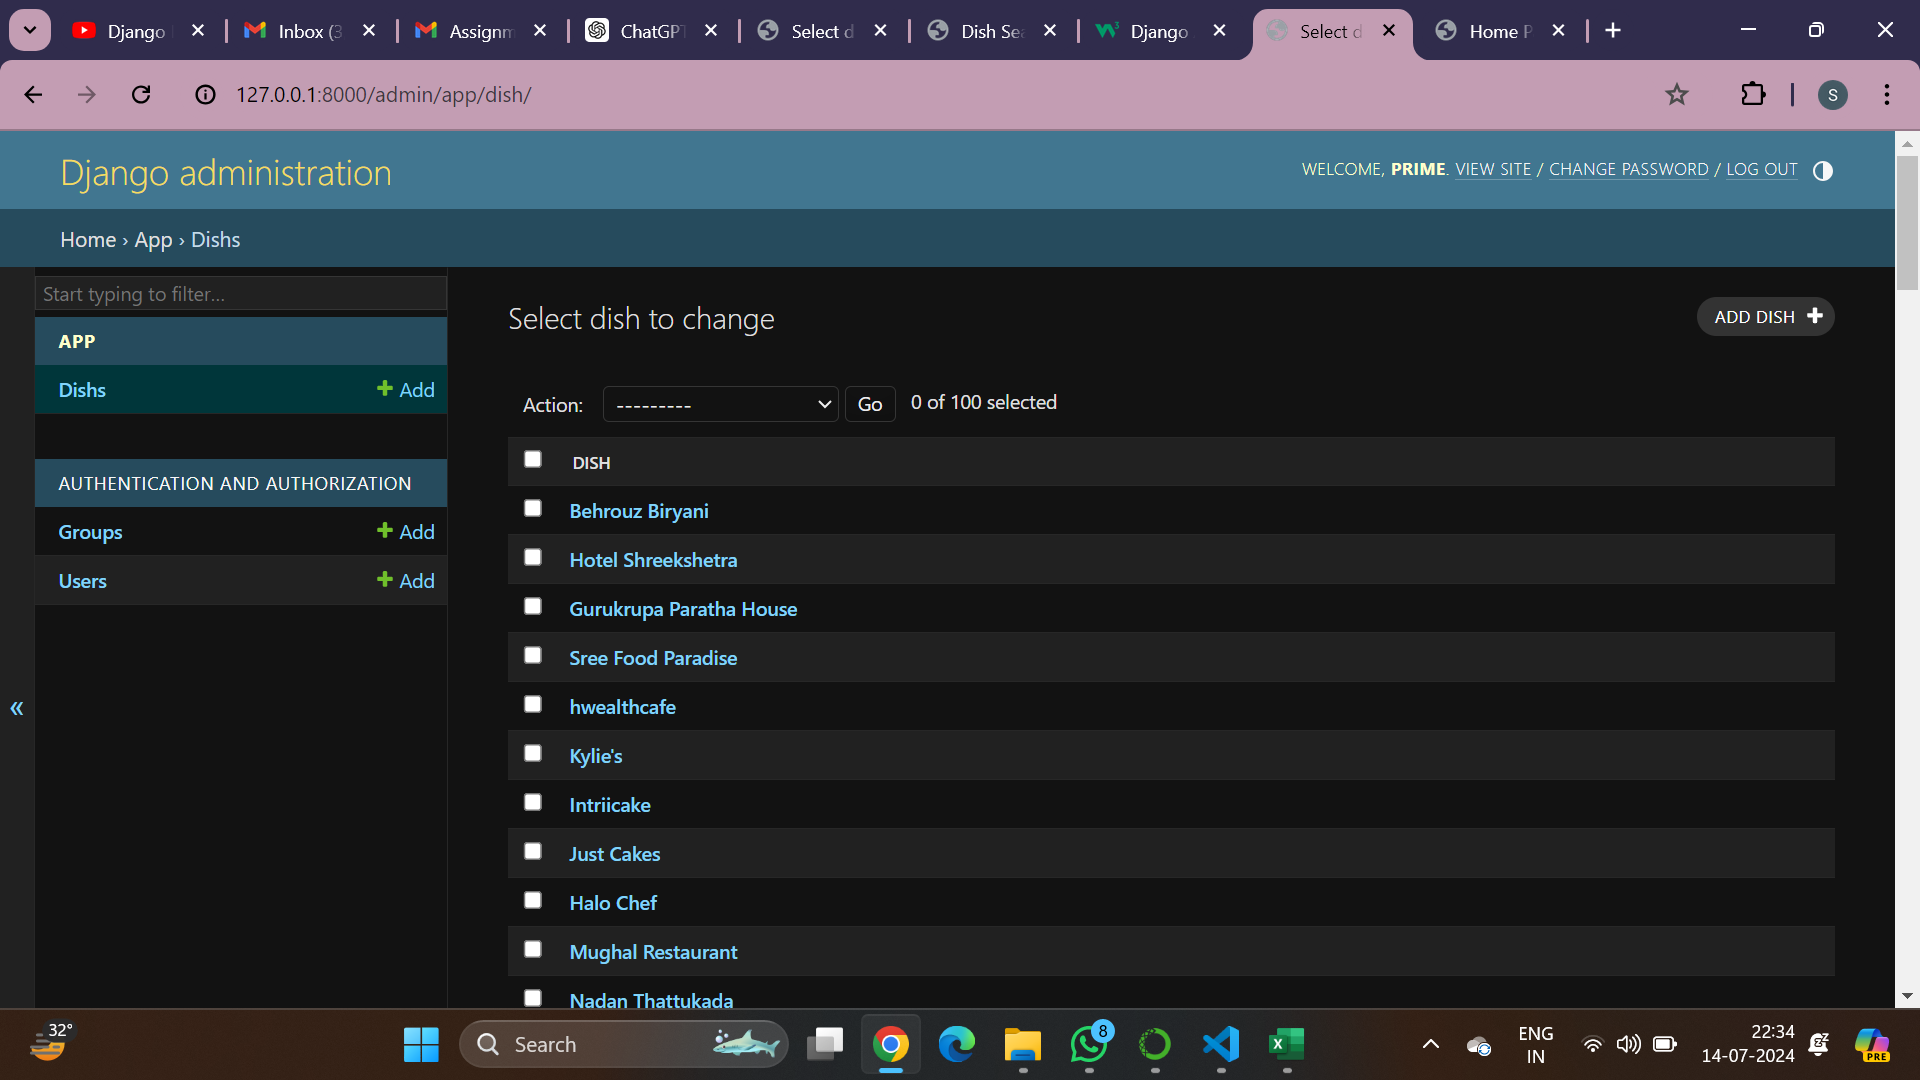 Django
Inbox (3
Assignm
ChatGPT
Select d
Dish Sea
Django
Select d
Home P
127.0.0.1:8000/admin/app/dish/
S
Django administration
WELCOME, PRIME. VIEW SITE / CHANGE PASSWORD / LOG OUT
Home › App › Dishs
Start typing to filter...
APP
Dishs
Add
AUTHENTICATION AND AUTHORIZATION
Groups
Add
Users
Add
«
Select dish to change
ADD DISH
Action:
---------
Go
0 of 100 selected
DISH
Behrouz Biryani
Hotel Shreekshetra
Gurukrupa Paratha House
Sree Food Paradise
hwealthcafe
Kylie's
Intriicake
Just Cakes
Halo Chef
Mughal Restaurant
Nadan Thattukada
32°
Search
8
ENG
IN
22:34
14-07-2024
PRE